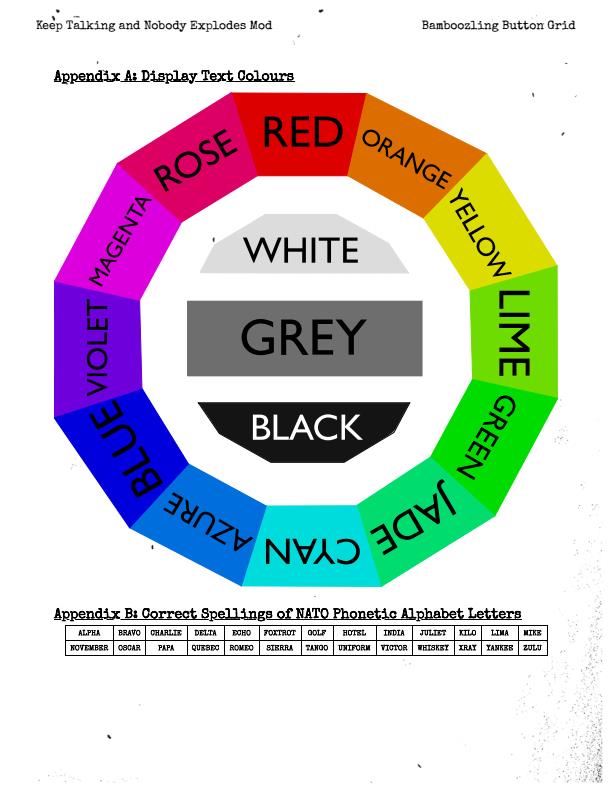 Keep Talking and Nobody Explodes Mod Bamboozling Button Grid
Appendix A: Display Text Colours
RED
ORANGE
YELLOW
LIME
GREEN
JADE
CYAN
AZURE
BLUE
VIOLET
MAGENTA
ROSE
WHITE
GREY
BLACK
Appendix B: Correct Spellings of NATO Phonetic Alphabet Letters
ALPHA BRAVO CHARLIE DELTA ECHO FOXTROT GOLF HOTEL INDIA JULIET KILO LIMA MIKE
NOVEMBER OSCAR PAPA QUEBEC ROMEO SIERRA TANGO UNIFORM VICTOR WHISKEY XRAY YANKEE ZULU